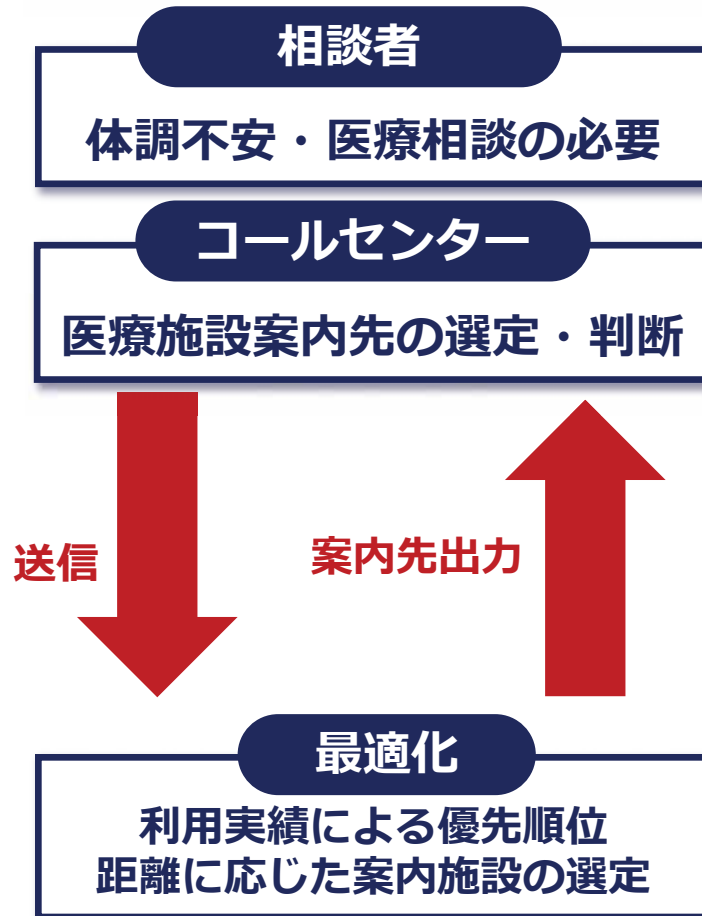 相談者
体調不安・医療相談の必要
コールセンター
医療施設案内先の選定・判断
送信
案内先出力
最適化
利用実績による優先順位
距離に応じた案内施設の選定